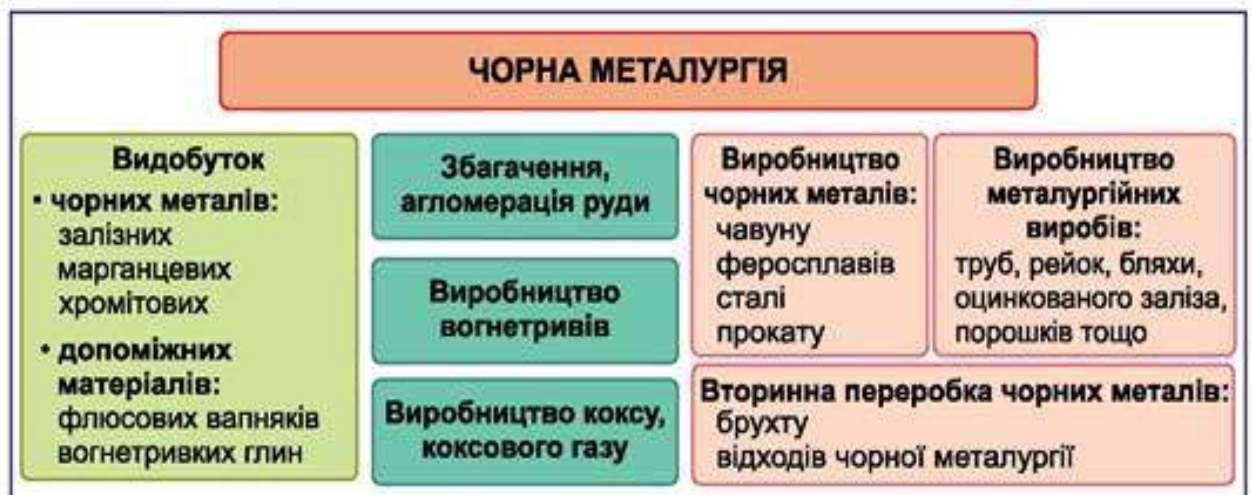 ЧОРНА МЕТАЛУРГІЯ
Видобуток
• чорних металів:
залізних
марганцевих
хромітових
• допоміжних
матеріалів:
флюсових вапняків
вогнетривких глин
Збагачення,
агломерація руди
Виробництво
вогнетривів
Виробництво коксу,
коксового газу
Виробництво
чорних металів:
чавуну
феросплавів
сталі
прокату
Виробництво
металургійних
виробів:
труб, рейок, бляхи,
оцинкованого заліза,
порошків тощо
Вторинна переробка чорних металів:
брухту
відходів чорної металургії